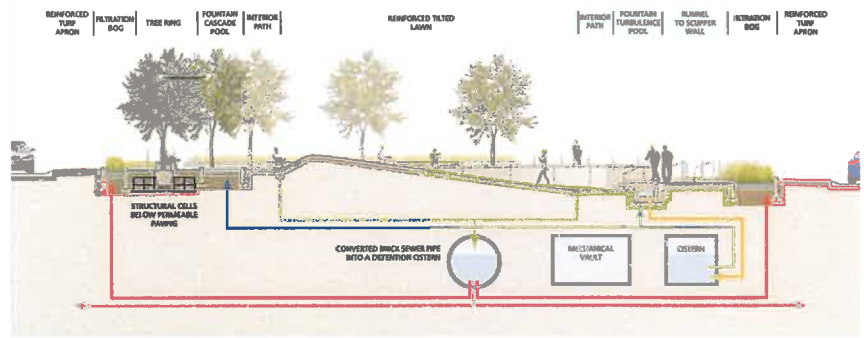 REINFORCED
TURF
APRON
FILTRATION
BOG
TREE RING
FOUNTAIN
CASCADE
POOL
INTERIOR
PATH
REINFORCED TILTED
LAWN
INTERIOR
PATH
FOUNTAIN
TURBULENCE
POOL
RUNNEL
TO SCUPPER
WALL
FILTRATION
BOG
REINFORCED
TURF
APRON
STRUCTURAL CELLS
BELOW PERMEABLE
PAVING
CONVERTED BRICK SEWER PIPE
INTO A DETENTION CISTERN
MECHANICAL
VAULT
CISTERN